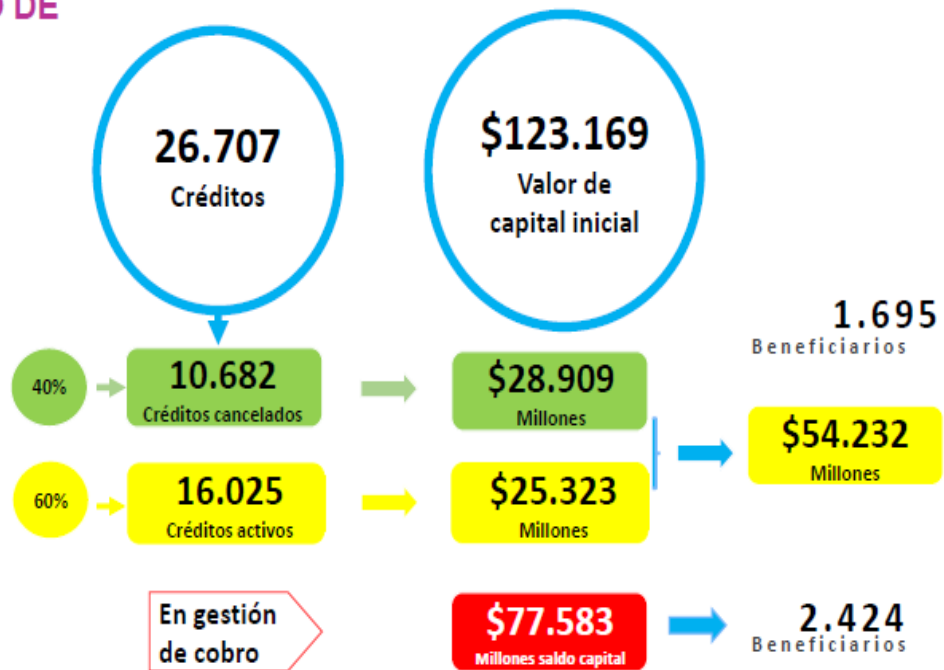 DE
26.707
Créditos
$123.169
Valor de
capital inicial
1.695
Beneficiarios
40%
10.682
Créditos cancelados
$28.909
Millones
$54.232
Millones
60%
16.025
Créditos activos
$25.323
Millones
En gestión
de cobro
$77.583
Millones saldo capital
2.424
Beneficiarios